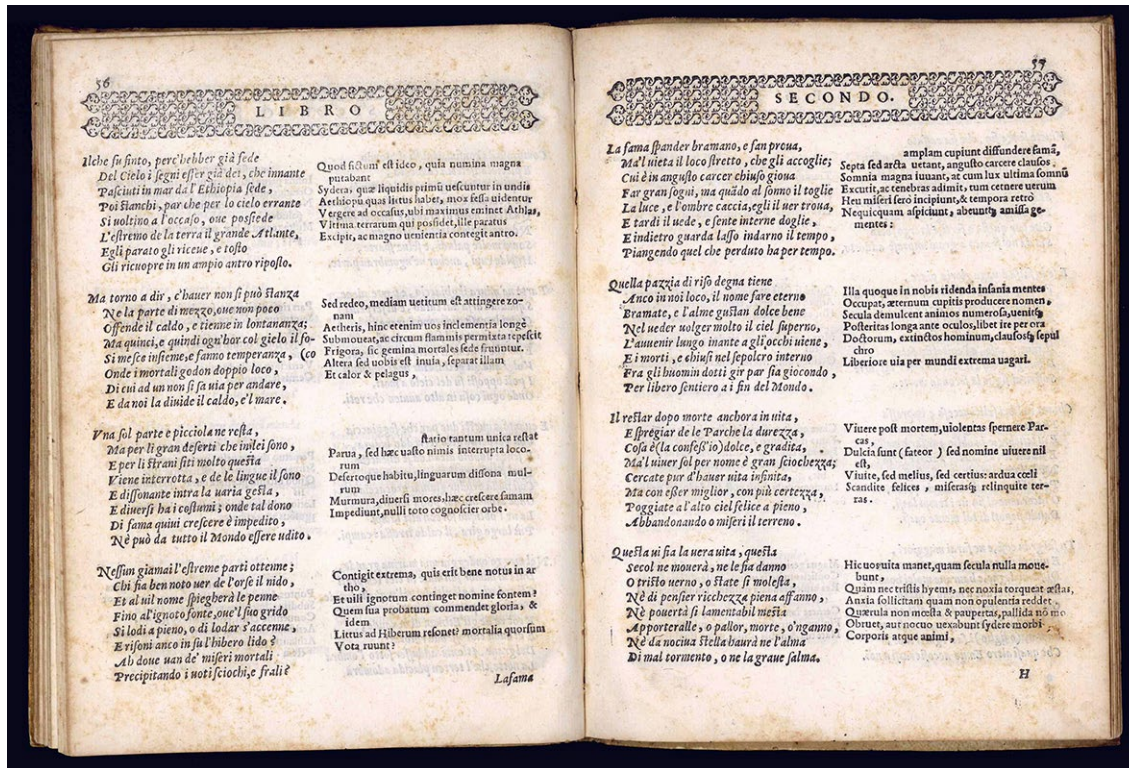 56
LIBRO
Ilche fu finto, perc'hebber già fede
Del Cielo i segni esser già dei, che innante
Pasciuti in mar da l'Ethiopia sede,
Poi stanchi, par che per lo cielo errante
Si voltino a l'occaso, oue possiede
L'estremo de la terra il grande Atlante,
Egli parato gli riceue, e tosto
Gli ricuopre in un ampio antro riposto.
Ma torno a dir, c'hauer non si può stanza
Ne la parte di mezzo, oue non poco
Offende il caldo, e tienne in lontananza;
Ma quinci, e quindi ogn'hor col gielo il fo-
Si mesce insieme, e fanno temperanza, (co
Onde i mortali godon doppio loco,
Di cui ad un non si sa uia per andare,
E da noi la diuide il caldo, e'l mare.
Vna sol parte e picciola ne resta,
Ma per li gran deserti che in lei sono,
E per li strani siti molto questa
Viene interrotta, e de le lingue il sono
E dissonante intra la uaria gesta,
E diuersi ha i costumi; onde tal dono
Di fama quiui crescere è impedito,
Nè può da tutto il Mondo essere udito.
Nessun giamai l'estreme parti ottenne;
Chi fia ben noto uer de l'orse il nido,
Et al uil nome spiegherà le penne
Fino al'ignoto fonte, oue'l suo grido
Si lodi a pieno, o di lodar s'accenne,
E risoni anco in su l'hibero lido?
Ah doue uan de' miseri mortali
Precipitando i uoti sciochi, e frali?
Quod fictum est ideo, quia numina magna
putabant
Sydera, quæ liquidis primũ uescuntur in undis
Aethiopũ quas littus habet, mox fessa uidentur
Vergere ad occasus, ubi maximus eminet Athlas,
Vltima terrarum qui possidet, ille paratus
Excipit, ac magno uenientia contegit antro.
Sed redeo, mediam uetitum est attingere zo-
nam
Aetheris, hinc etenim uos inclementia longè
Submoueat, ac circum flammis permixta tepescit
Frigora, sic gemina mortales sede fruuntur.
Altera sed uobis est inuia, separat illam
Et calor & pelagus,
statio tantum unica restat
Parua, sed hæc uasto nimis interrupta loco-
rum
Desertoque habitu, linguarum dissona mul-
rum
Murmura, diuersi mores, hæc crescere famam
Impediunt, nulli toto cognoscier orbe.
Contigit extrema, quis erit bene notus in ar
tho,
Et uili ignotum continget nomine fontem?
Quem sua probatum commendet gloria, &
idem
Littus ad Hiberum resonet? mortalia quorsum
Vota ruunt?
La fama
57
SECONDO.
La fama spander bramano, e fan proua,
Ma'l uieta il loco stretto, che gli accoglie;
Cui è in angusto carcer chiuso gioua
Far gran sogni, ma quãdo al sonno il toglie
La luce, e l'ombre caccia, egli il uer troua,
E tardi il uede, e sente interne doglie,
E indietro guarda lasso indarno il tempo,
Piangendo quel che perduto ha per tempo.
Quella pazzia di riso degna tiene
Anco in noi loco, il nome fare eterno
Bramate, e l'alme gustan dolce bene
Nel ueder uolger molto il ciel superno,
L'auuenir lungo inante a gli occhi uiene,
E i morti, e chiusi nel sepolcro interno
Fra gli huomin dotti gir par sia giocondo,
Per libero sentiero a i fin del Mondo.
Il restar dopo morte anchora in uita,
E spregiar de le Parche la durezza,
Cosa è (la confess'io) dolce, e gradita,
Ma'l uiuer sol per nome è gran sciochezza;
Cercate pur d'hauer uita infinita,
Ma con esser miglior, con più certezza,
Poggiate a l'alto ciel felice a pieno,
Abbandonando o miseri il terreno.
Questa ui fia la uera uita, questa
Secol ne mouerà, ne le fia danno
O tristo uerno, o state sì molesta,
Nè di pensier ricchezza piena affanno,
Nè pouertà si lamentabil mesta
Apporteralle, o pallor, morte, o'nganno,
Nè da nociua stella haurà ne l'alma
Di mal tormento, o ne la graue salma.
amplam cupiunt diffundere famã,
Septa sed arcta uetant, angusto carcere clausos
Somnia magna iuuant, at cum lux ultima somnũ
Excutit, ac tenebras adimit, tum cernere uerum
Heu miseri sero incipiunt, & tempora retrò
Nequicquam aspiciunt, abeuntq; amissa ge-
mentes:
Illa quoque in nobis ridenda insania mentes
Occupat, æternum cupitis producere nomen,
Secula demulcent animos numerosa, uenitq;
Posteritas longa ante oculos, libet ire per ora
Doctorum, extinctos hominum, clausosq; sepul
chro
Liberiore uia per mundi extrema uagari.
Viuere post mortem, uiolentas spernere Par-
cas,
Dulcia sunt (fateor) sed nomine uiuere nil
est,
Viuite, sed melius, sed certius: ardua cœli
Scandite felices, miserasq; relinquite ter-
ras.
Hic uos uita manet, quam secula nulla moue-
bunt,
Quam nec tristis hyems, nec noxia torqueat æstas,
Anxia sollicitam quam non opulentia reddet,
Quærula non mœsta & paupertas, pallida nõ mo
Obruet, aut nocuo uexabunt sydere morbi
Corporis atque animi,
H